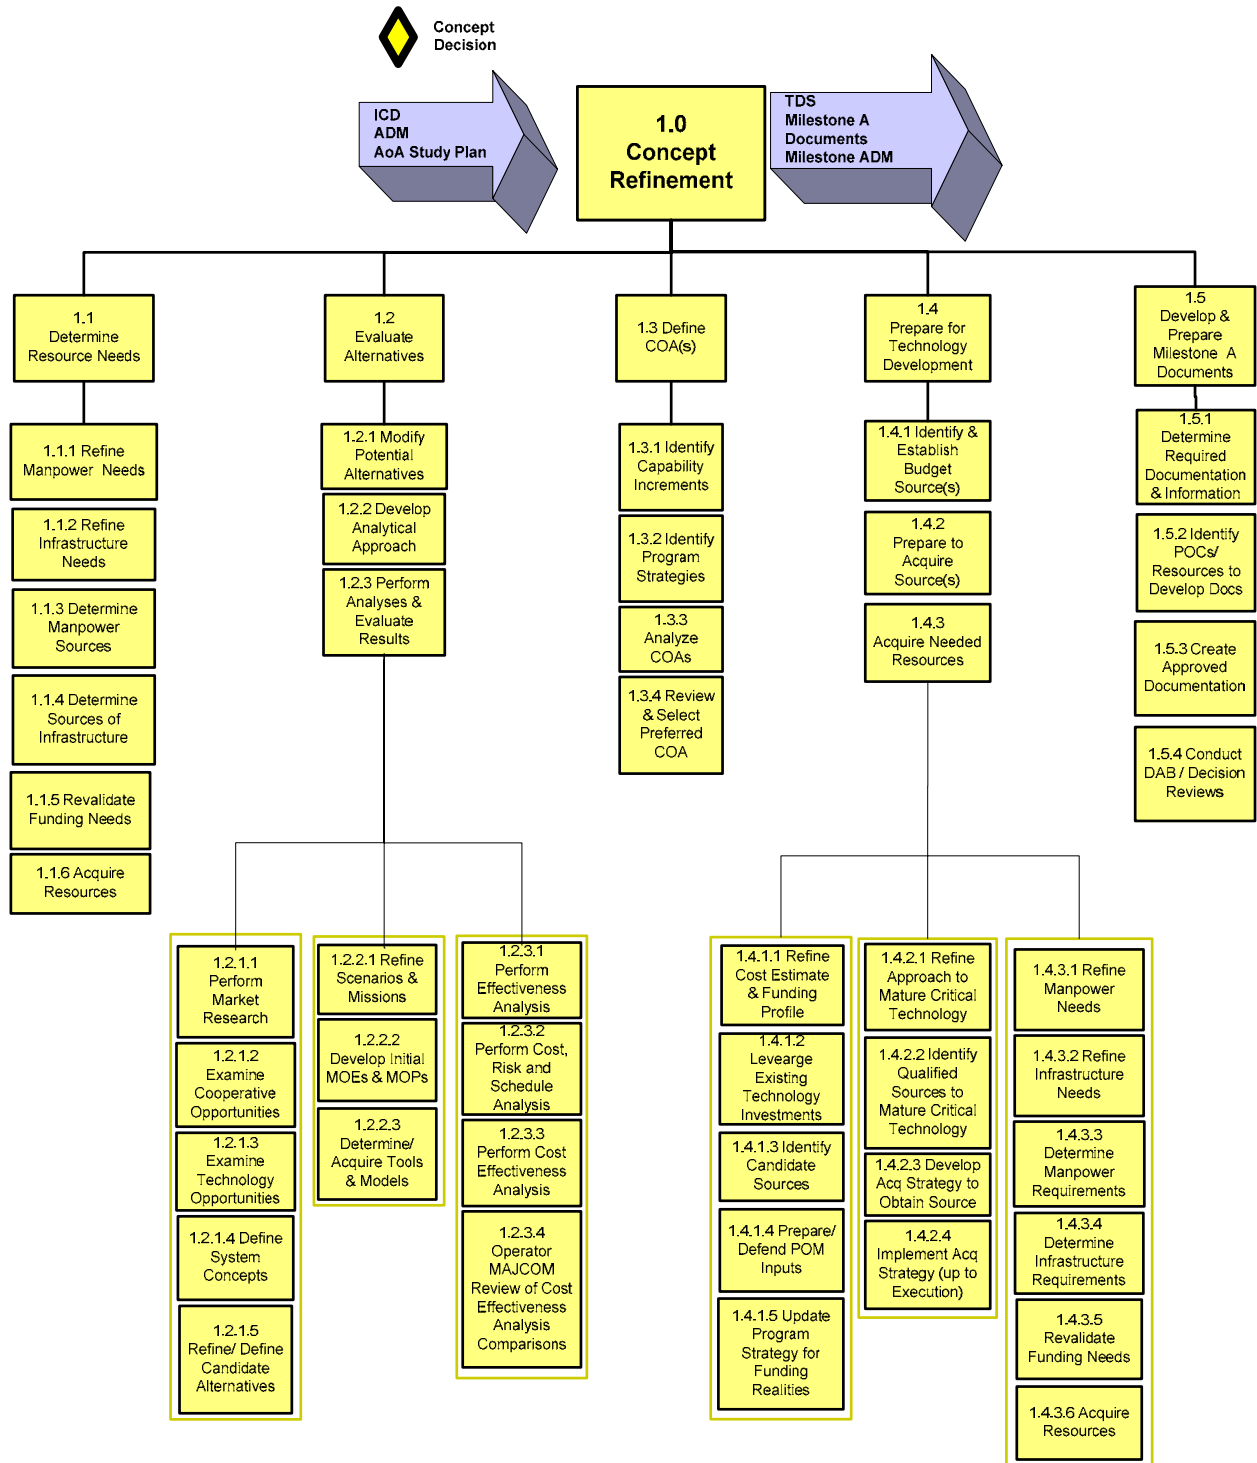 Concept
Decision
ICD
ADM
AoA Study Plan
1.0
Concept
Refinement
TDS
Milestone A
Documents
Milestone ADM
1.1
Determine
Resource Needs
1.2
Evaluate
Alternatives
1.3 Define
COA(s)
1.4
Prepare for
Technology
Development
1.5
Develop &
Prepare
Milestone A
Documents
1.1.1 Refine
Manpower Needs
1.1.2 Refine
Infrastructure
Needs
1.1.3 Determine
Manpower
Sources
1.1.4 Determine
Sources of
Infrastructure
1.1.5 Revalidate
Funding Needs
1.1.6 Acquire
Resources
1.2.1 Modify
Potential
Alternatives
1.2.2 Develop
Analytical
Approach
1.2.3 Perform
Analyses &
Evaluate
Results
1.3.1 Identify
Capability
Increments
1.3.2 Identify
Program
Strategies
1.3.3
Analyze
COAs
1.3.4 Review
& Select
Preferred
COA
1.4.1 Identify &
Establish
Budget
Source(s)
1.4.2
Prepare to
Acquire
Source(s)
1.4.3
Acquire Needed
Resources
1.5.1
Determine
Required
Documentation
& Information
1.5.2 Identify
POCs/
Resources to
Develop Docs
1.5.3 Create
Approved
Documentation
1.5.4 Conduct
DAB / Decision
Reviews
1.2.1.1
Perform
Market
Research
1.2.1.2
Examine
Cooperative
Opportunities
1.2.1.3
Examine
Technology
Opportunities
1.2.1.4 Define
System
Concepts
1.2.1.5
Refine/ Define
Candidate
Alternatives
1.2.2.1 Refine
Scenarios &
Missions
1.2.2.2
Develop Initial
MOEs & MOPs
1.2.2.3
Determine/
Acquire Tools
& Models
1.2.3.1
Perform
Effectiveness
Analysis
1.2.3.2
Perform Cost,
Risk and
Schedule
Analysis
1.2.3.3
Perform Cost
Effectiveness
Analysis
1.2.3.4
Operator
MAJCOM
Review of Cost
Effectiveness
Analysis
Comparisons
1.4.1.1 Refine
Cost Estimate
& Funding
Profile
1.4.1.2
Levearge
Existing
Technology
Investments
1.4.1.3 Identify
Candidate
Sources
1.4.1.4 Prepare/
Defend POM
Inputs
1.4.1.5 Update
Program
Strategy for
Funding
Realities
1.4.2.1 Refine
Approach to
Mature Critical
Technology
1.4.2.2 Identify
Qualified
Sources to
Mature Critical
Technology
1.4.2.3 Develop
Acq Strategy to
Obtain Source
1.4.2.4
Implement Acq
Strategy (up to
Execution)
1.4.3.1 Refine
Manpower
Needs
1.4.3.2 Refine
Infrastructure
Needs
1.4.3.3
Determine
Manpower
Requirements
1.4.3.4
Determine
Infrastructure
Requirements
1.4.3.5
Revalidate
Funding Needs
1.4.3.6 Acquire
Resources